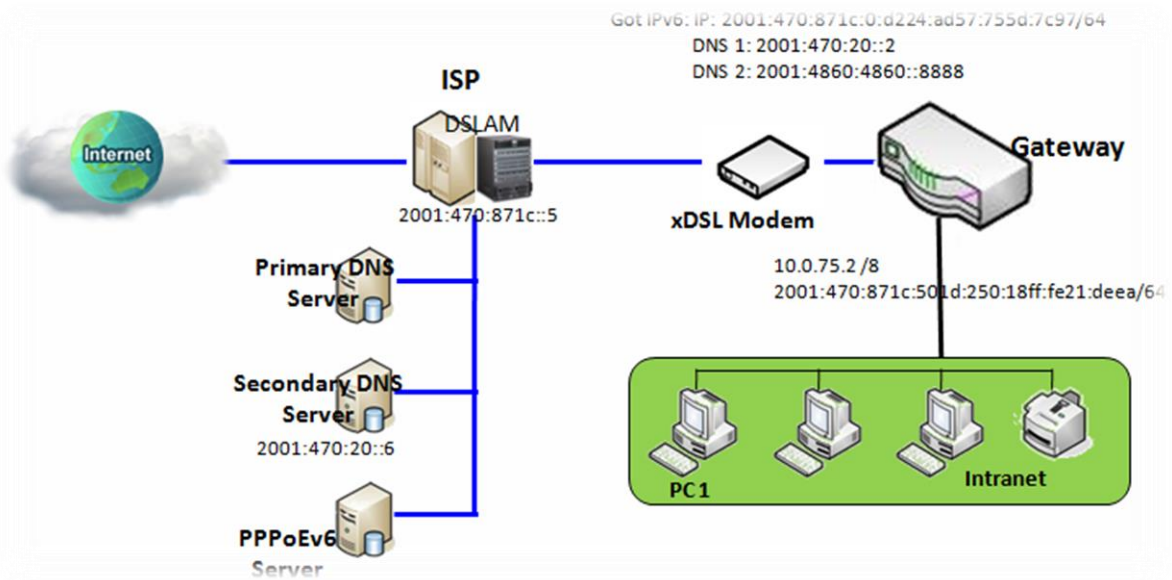 Got IPv6: IP: 2001:470:871c:0:d224:ad57:755d:7c97/64
DNS 1: 2001:470:20::2
DNS 2: 2001:4860:4860::8888
ISP
DSLAM
Internet
Gateway
2001:470:871c::5
xDSL Modem
Primary DNS
Server
10.0.75.2 /8
2001:470:871c:501d:250:18ff:fe21:deea/64
Secondary DNS
Server
2001:470:20::6
PC1
Intranet
PPPoEv6
Server